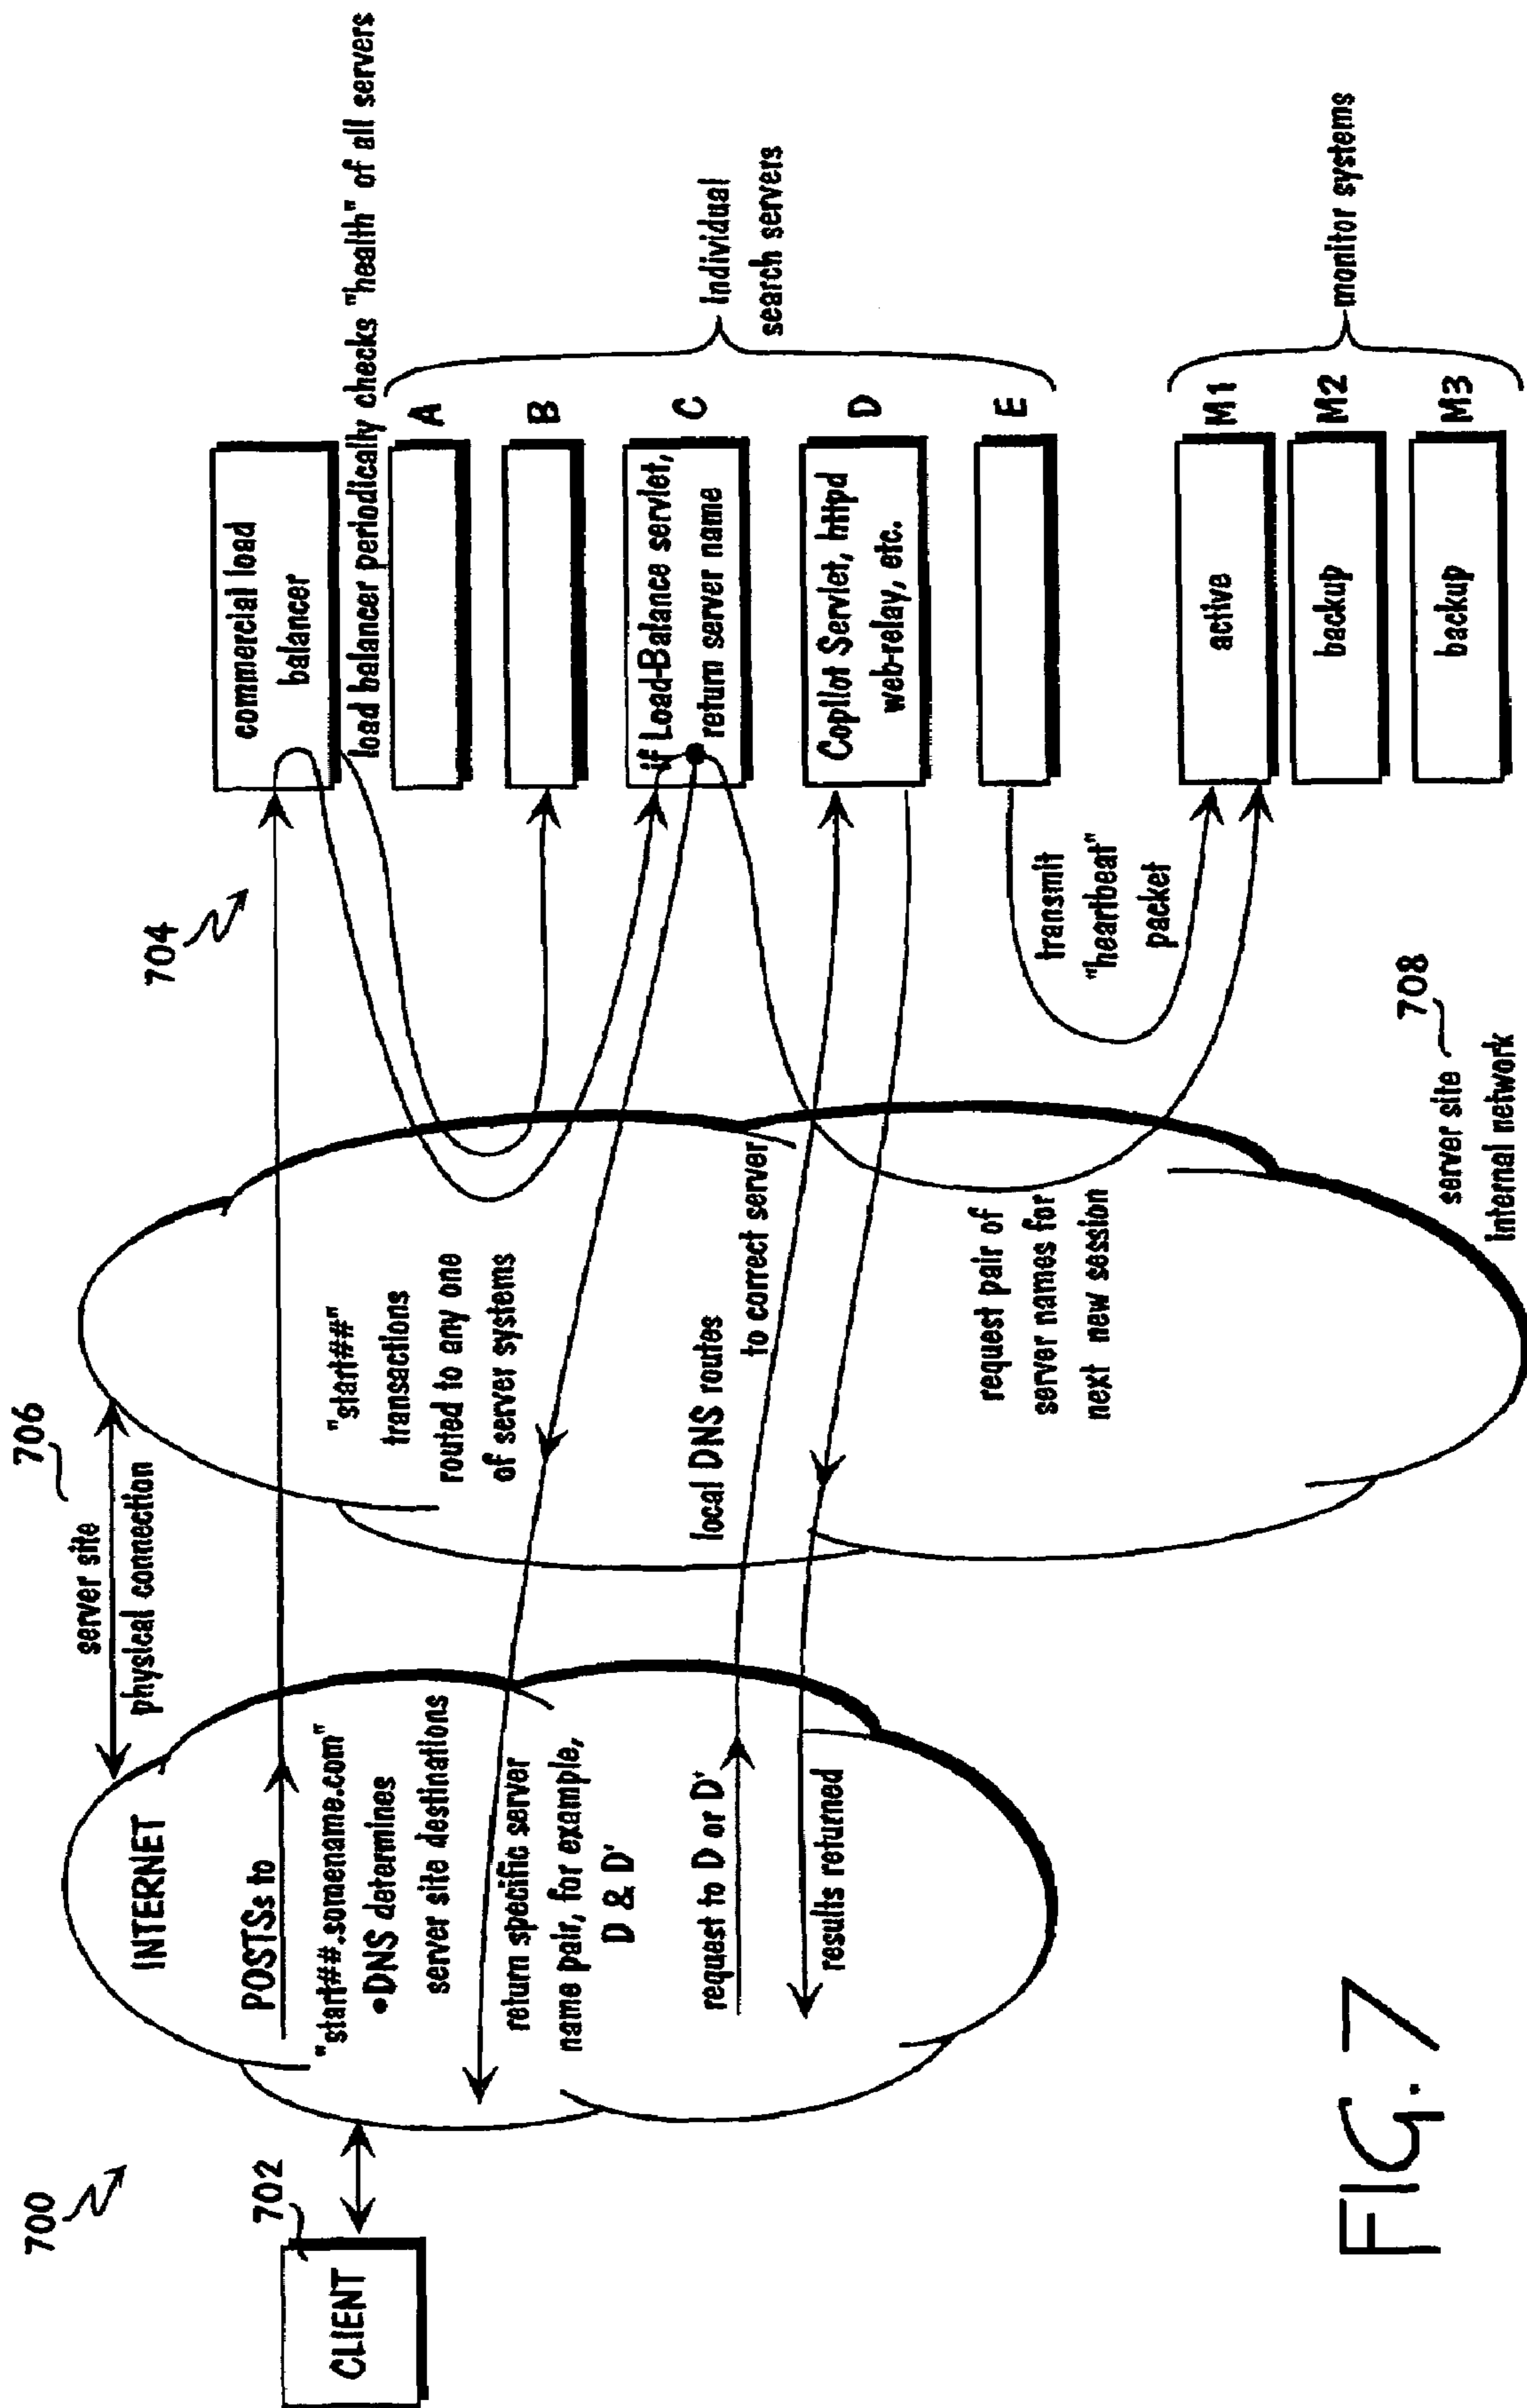 700
702
CLIENT
INTERNET
POSTSs to
"start##.somename.com"
•DNS determines
server site destinations
return specific server
name pair, for example,
D & D'
request to D or D'
results returned
706
server site
physical connection
"start##"
transactions
routed to any one
of server systems
local DNS routes
to correct server
request pair of
server names for
next new session
708
server site
internal network
704
transmit
"heartbeat"
packet
commercial load
balancer
load balancer periodically checks "health" of all servers
A
B
if Load-Balance servlet,
return server name
C
Copilot Servlet, httpd
web-relay, etc.
D
E
Individual
search servers
active
M1
backup
M2
backup
M3
monitor systems
FIG. 7